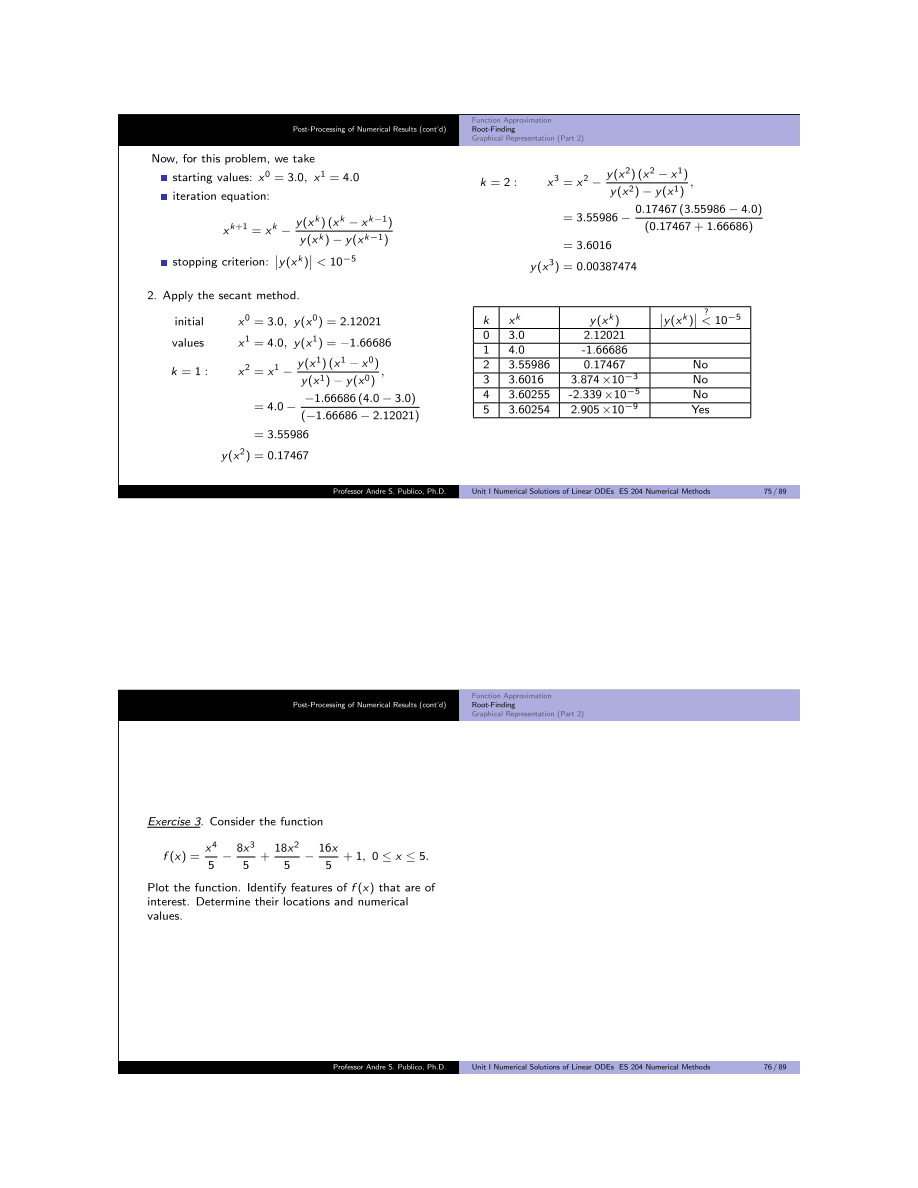 Post-Processing of Numerical Results (cont'd)
Function Approximation
Root-Finding
Graphical Representation (Part 2)
Now, for this problem, we take
starting values: x^0 = 3.0, x^1 = 4.0
iteration equation:
x^{k+1} = x^k − \frac{y(x^k)(x^k − x^{k−1})}{y(x^k) − y(x^{k−1})}
stopping criterion: |y(x^k)| < 10^{−5}
2. Apply the secant method.
initial x^0 = 3.0, y(x^0) = 2.12021
values x^1 = 4.0, y(x^1) = −1.66686
k = 1 : x^2 = x^1 − \frac{y(x^1)(x^1 − x^0)}{y(x^1) − y(x^0)},
= 4.0 − \frac{−1.66686 (4.0 − 3.0)}{(−1.66686 − 2.12021)}
= 3.55986
y(x^2) = 0.17467
k = 2 : x^3 = x^2 − \frac{y(x^2)(x^2 − x^1)}{y(x^2) − y(x^1)},
= 3.55986 − \frac{0.17467 (3.55986 − 4.0)}{(0.17467 + 1.66686)}
= 3.6016
y(x^3) = 0.00387474
k x^k y(x^k) |y(x^k)| \overset{?}{<} 10^{−5}
0 3.0 2.12021
1 4.0 -1.66686
2 3.55986 0.17467 No
3 3.6016 3.874 ×10^{−3} No
4 3.60255 -2.339 ×10^{−5} No
5 3.60254 2.905 ×10^{−9} Yes
Professor Andre S. Publico, Ph.D.
Unit I Numerical Solutions of Linear ODEs ES 204 Numerical Methods 75 / 89
Post-Processing of Numerical Results (cont'd)
Function Approximation
Root-Finding
Graphical Representation (Part 2)
Exercise 3. Consider the function
f(x) = \frac{x^4}{5} − \frac{8x^3}{5} + \frac{18x^2}{5} − \frac{16x}{5} + 1, 0 ≤ x ≤ 5.
Plot the function. Identify features of f(x) that are of
interest. Determine their locations and numerical
values.
Professor Andre S. Publico, Ph.D.
Unit I Numerical Solutions of Linear ODEs ES 204 Numerical Methods 76 / 89